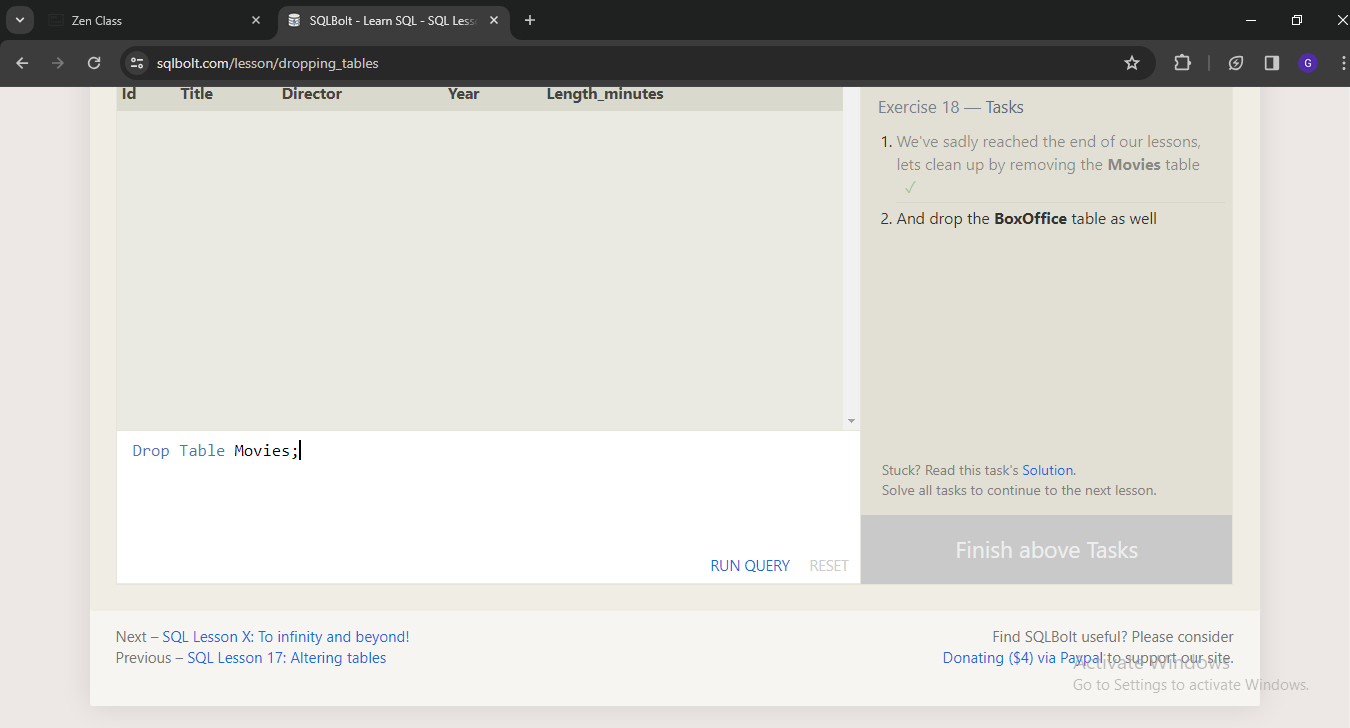 Zen Class
SQLBolt - Learn SQL - SQL Less
sqlbolt.com/lesson/dropping_tables
G
Id Title Director Year Length_minutes
Exercise 18 — Tasks
1. We've sadly reached the end of our lessons,
lets clean up by removing the Movies table
✓
2. And drop the BoxOffice table as well
Drop Table Movies;
Stuck? Read this task's Solution.
Solve all tasks to continue to the next lesson.
RUN QUERY RESET
Finish above Tasks
Next – SQL Lesson X: To infinity and beyond!
Previous – SQL Lesson 17: Altering tables
Find SQLBolt useful? Please consider
Donating ($4) via Paypal to support our site.
Activate Windows
Go to Settings to activate Windows.